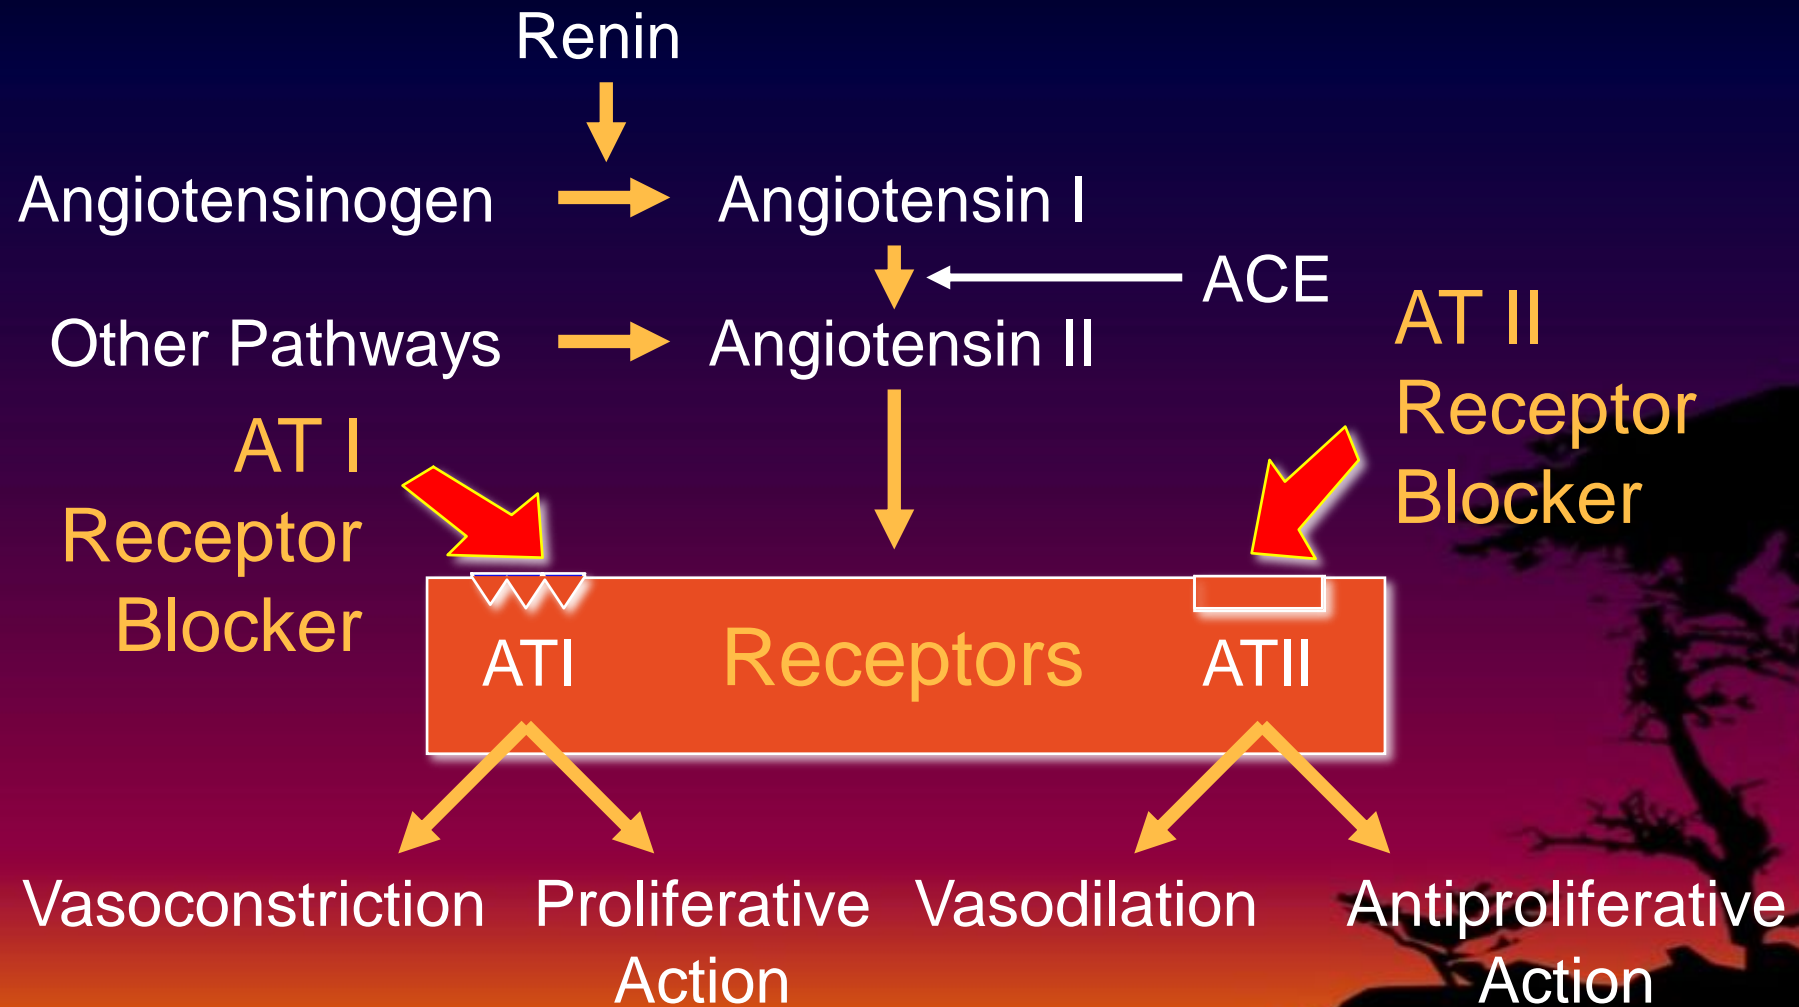 Renin
Angiotensinogen
Angiotensin I
ACE
Other Pathways
Angiotensin II
AT I
Receptor
Blocker
AT II
Receptor
Blocker
ATI
Receptors
ATII
Vasoconstriction
Proliferative
Action
Vasodilation
Antiproliferative
Action